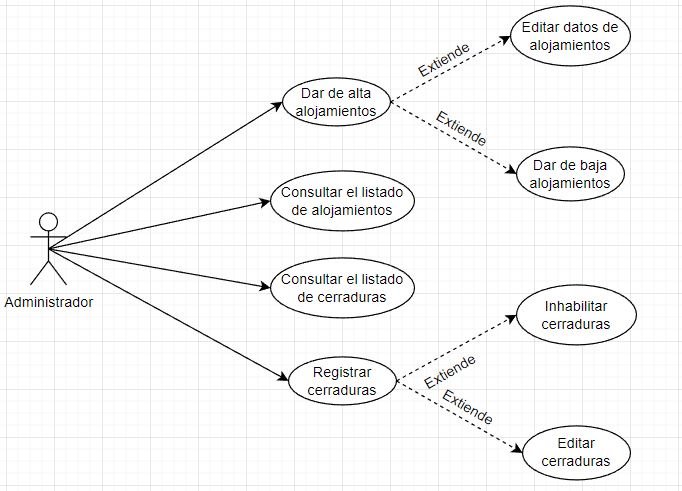 Editar datos de
alojamientos
Extiende
Dar de alta
alojamientos
Extiende
Dar de baja
alojamientos
Consultar el listado
de alojamientos
Administrador
Consultar el listado
de cerraduras
Inhabilitar
cerraduras
Extiende
Registrar
cerraduras
Extiende
Editar
cerraduras